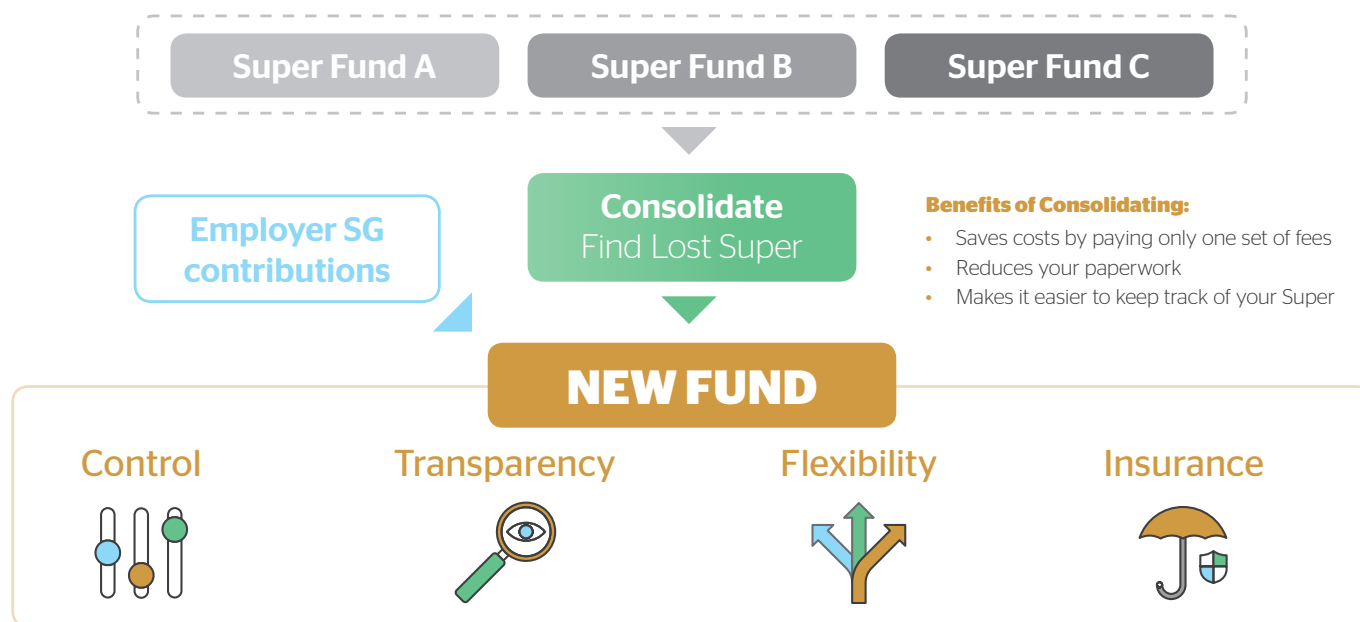 Super Fund A
Super Fund B
Super Fund C
Employer SG
contributions
Consolidate
Find Lost Super
Benefits of Consolidating:
• Saves costs by paying only one set of fees
• Reduces your paperwork
• Makes it easier to keep track of your Super
NEW FUND
Control
Transparency
Flexibility
Insurance